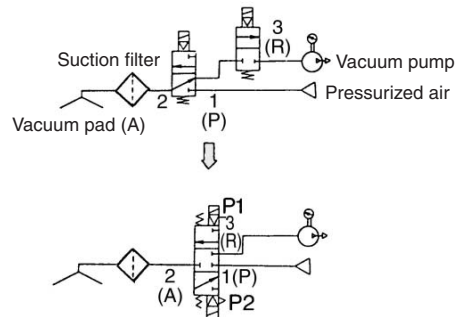 3
(R)
Suction filter
Vacuum pump
2
1
(P)
Pressurized air
Vacuum pad (A)
P1
3
(R)
2
(A)
1(P)
P2